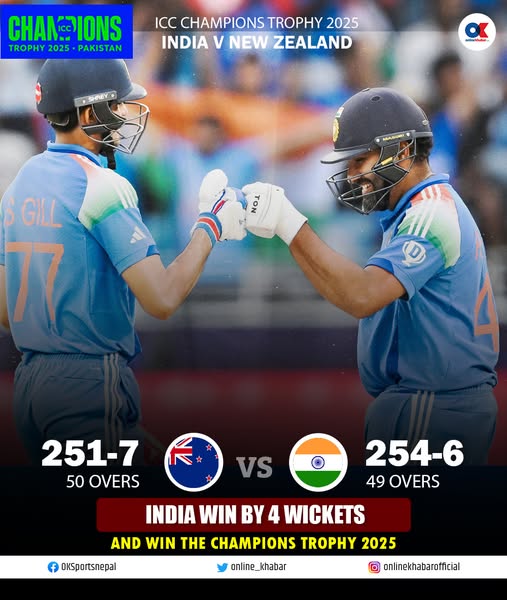 CHAMPIONS
ICC
TROPHY 2025 - PAKISTAN
ICC CHAMPIONS TROPHY 2025
INDIA V NEW ZEALAND
OK
SHREY
S GILL
77
TON
4
251-7
50 OVERS
VS
254-6
49 OVERS
INDIA WIN BY 4 WICKETS
AND WIN THE CHAMPIONS TROPHY 2025
OKSportsnepal
online_khabar
onlinekhabarofficial